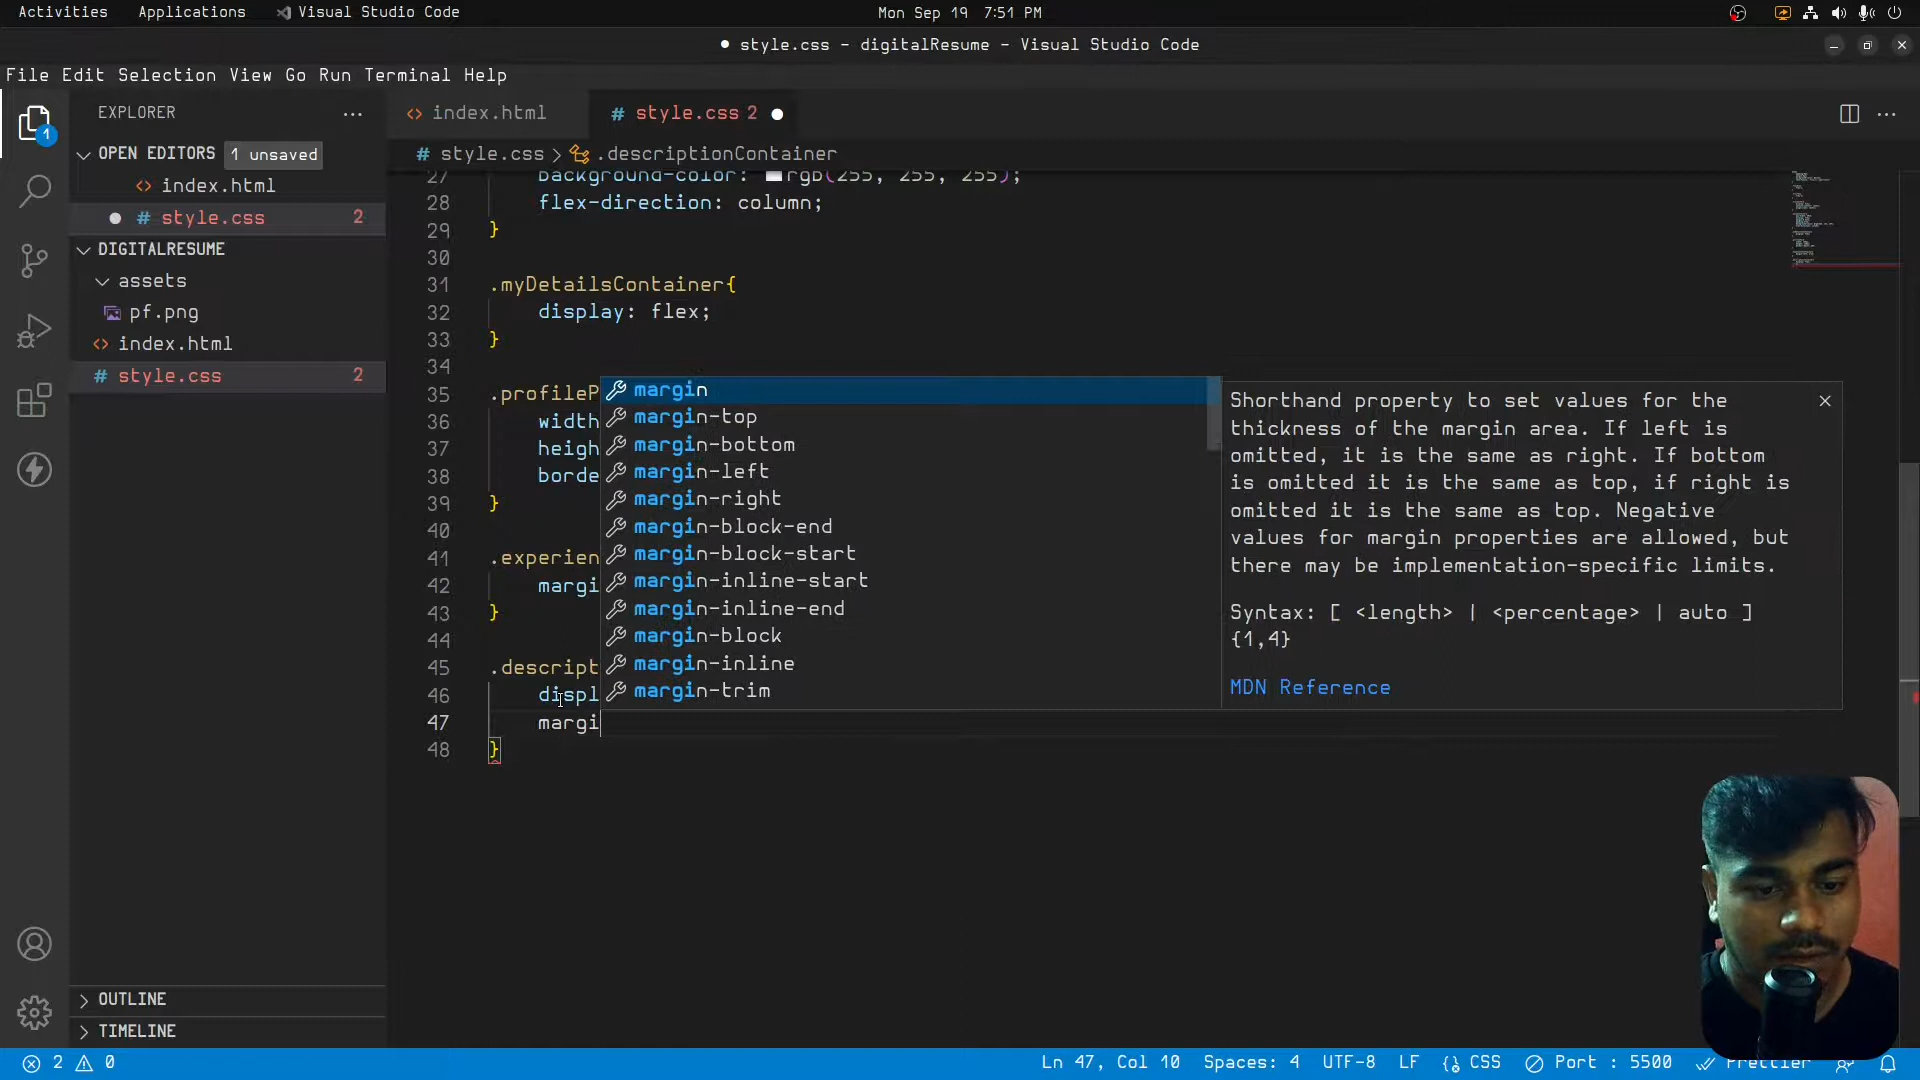 Activities Applications Visual Studio Code Mon Sep 19 7:51 PM
● style.css - digitalResume - Visual Studio Code
File Edit Selection View Go Run Terminal Help
EXPLORER ...
1
OPEN EDITORS 1 unsaved
<> index.html
● # style.css 2
DIGITALRESUME
assets
pf.png
<> index.html
# style.css 2
OUTLINE
TIMELINE
<> index.html # style.css 2 ●
# style.css > .descriptionContainer
27 background-color: rgb(255, 255, 255);
28 flex-direction: column;
29 }
30
31 .myDetailsContainer{
32 display: flex;
33 }
34
35 .profileP
36 width
37 heigh
38 borde
39 }
40
41 .experien
42 margi
43 }
44
45 .descript
46 displ
47 margi
48 }
margin
margin-top
margin-bottom
margin-left
margin-right
margin-block-end
margin-block-start
margin-inline-start
margin-inline-end
margin-block
margin-inline
margin-trim
Shorthand property to set values for the
thickness of the margin area. If left is
omitted, it is the same as right. If bottom
is omitted it is the same as top, if right is
omitted it is the same as top. Negative
values for margin properties are allowed, but
there may be implementation-specific limits.
Syntax: [ <length> | <percentage> | auto ]
{1,4}
MDN Reference
2 0 Ln 47, Col 10 Spaces: 4 UTF-8 LF CSS Port : 5500 Prettier